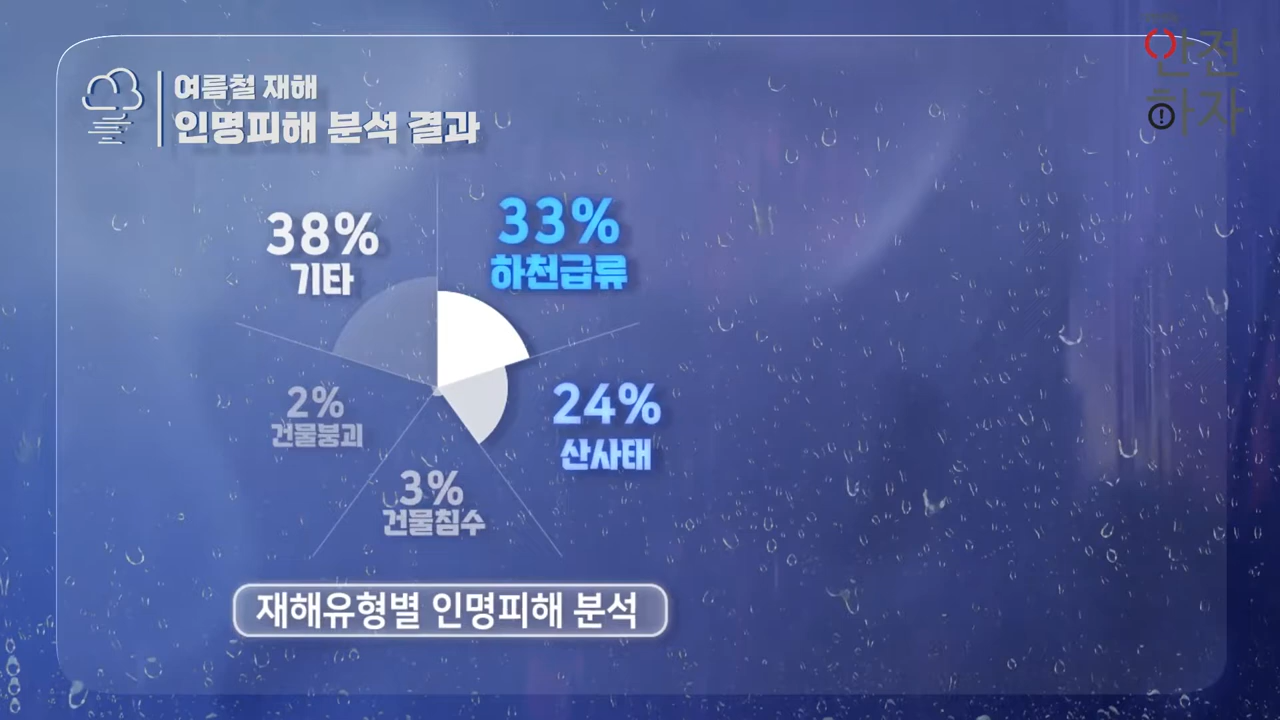 안전
하자
여름철 재해
인명피해 분석 결과
38%
기타
33%
하천급류
2%
건물붕괴
24%
산사태
3%
건물침수
재해유형별 인명피해 분석